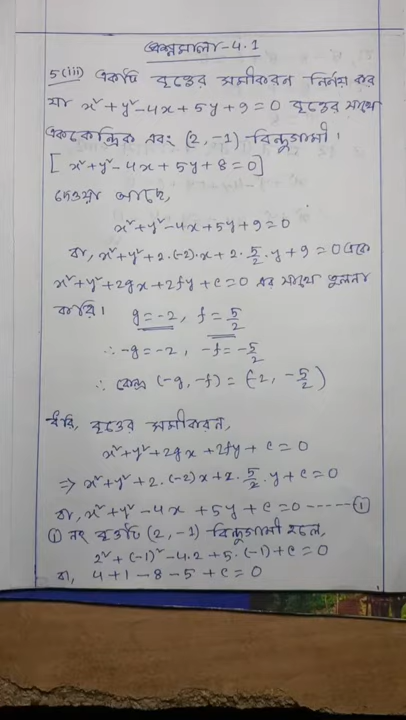 প্রশ্নমালা-4.1
5(iii) একটি বৃত্তের সমীকরন নির্ণয় কর
যা x²+y²-4x+5y+9=0 বৃত্তের সাথে
এককেন্দ্রিক এবং (2, -1) বিন্দুগামী।
[x²+y²-4x+5y+8=0]
দেওয়া আছে,
x²+y²-4x+5y+9=0
বা, x²+y²+2.(-2).x+2.5/2.y+9=0 একে
x²+y²+2gx+2fy+c=0 এর সাথে তুলনা
করি।
g=-2, f=5/2
∴ -g=-2, -f=-5/2
∴ কেন্দ্র (-g, -f) = (-2, -5/2)
ধরি, বৃত্তের সমীকরন,
x²+y²+2gx+2fy+c=0
⇒ x²+y²+2.(-2)x+2.5/2.y+c=0
বা, x²+y²-4x+5y+c=0 -----①
① নং বৃত্তটি (2, -1) বিন্দুগামী হলে,
2²+(-1)²-4.2+5.(-1)+c=0
বা, 4+1-8-5+c=0